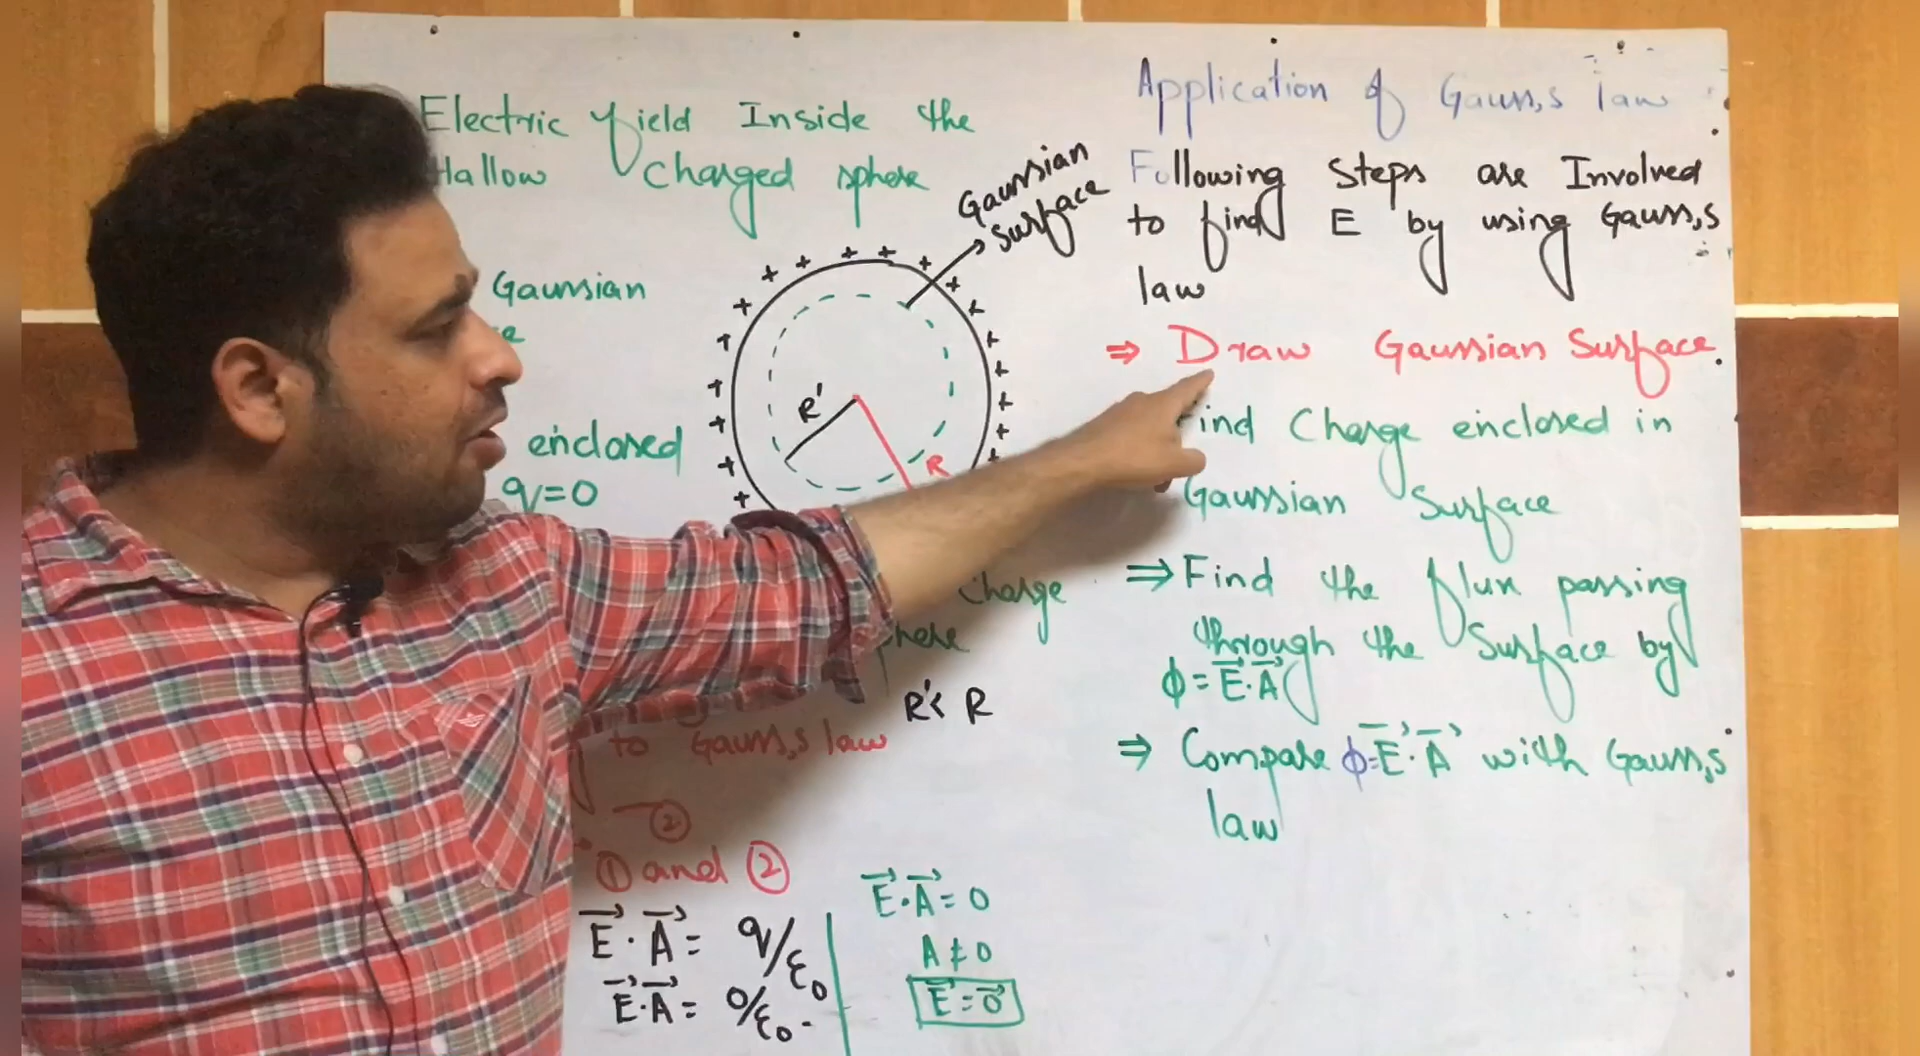 Electric field Inside the
Hallow charged sphere
Gaussian
surface
Gaussian
enclosed
q=0
R'
R
charge
R'< R
to Gauss,s law
②
① and ②
E⃗ . A⃗ = q/ε₀
E⃗.A⃗ = 0/ε₀.
E⃗.A⃗ = 0
A ≠ 0
E⃗ = 0⃗
Application of Gauss,s law
Following steps are Involved
to find E by using Gauss,s
law
⇒ Draw Gaussian Surface.
Find Charge enclosed in
Gaussian Surface
⇒ Find the flux passing
through the Surface by
ϕ = E⃗.A⃗
⇒ Compare ϕ=E⃗.A⃗ with Gauss,s
law